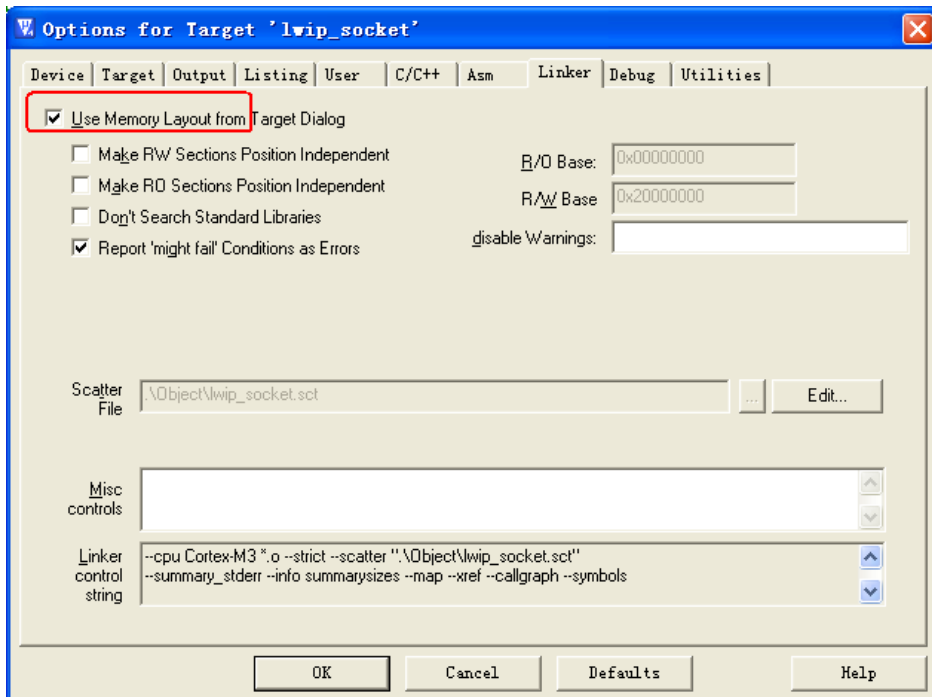 Options for Target 'lwip_socket'
Device Target Output Listing User C/C++ Asm Linker Debug Utilities
Use Memory Layout from Target Dialog
Make RW Sections Position Independent
Make RO Sections Position Independent
Don't Search Standard Libraries
Report 'might fail' Conditions as Errors
R/O Base: 0x00000000
R/W Base 0x20000000
disable Warnings:
Scatter
File
.\Object\lwip_socket.sct
...
Edit...
Misc
controls
Linker
control
string
--cpu Cortex-M3 *.o --strict --scatter ".\Object\lwip_socket.sct"
--summary_stderr --info summarysizes --map --xref --callgraph --symbols
OK Cancel Defaults Help